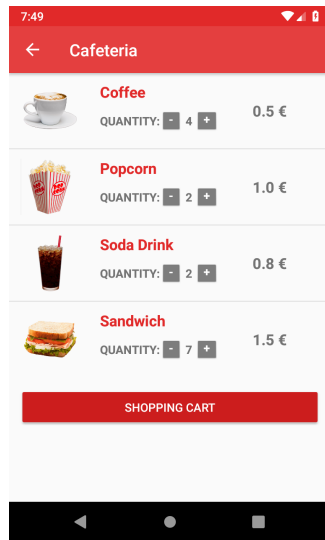 7:49
Cafeteria
Coffee
QUANTITY: - 4 +
0.5 €
Popcorn
QUANTITY: - 2 +
1.0 €
Soda Drink
QUANTITY: - 2 +
0.8 €
Sandwich
QUANTITY: - 7 +
1.5 €
SHOPPING CART